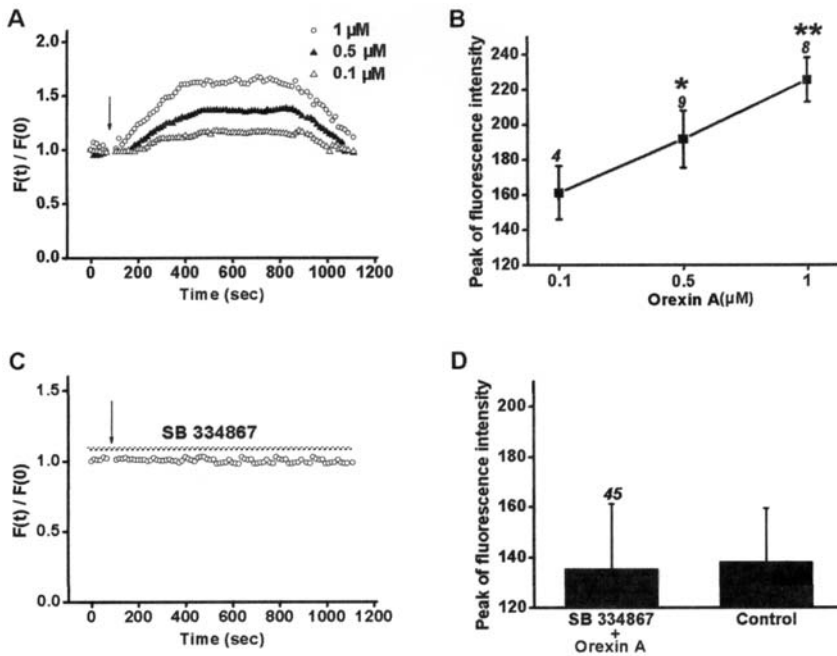 A
2.0
1.5
1.0
0.5
0.0
F(t) / F(0)
0 200 400 600 800 1000 1200
Time (sec)
1 µM
0.5 µM
0.1 µM
B
240
220
200
180
160
140
120
Peak of fluorescence intensity
4
*
9
**
8
0.1 0.5 1
Orexin A(µM)
C
1.5
1.0
0.5
0.0
F(t) / F(0)
SB 334867
0 200 400 600 800 1000 1200
Time (sec)
D
200
180
160
140
120
Peak of fluorescence intensity
45
SB 334867
+
Orexin A
Control